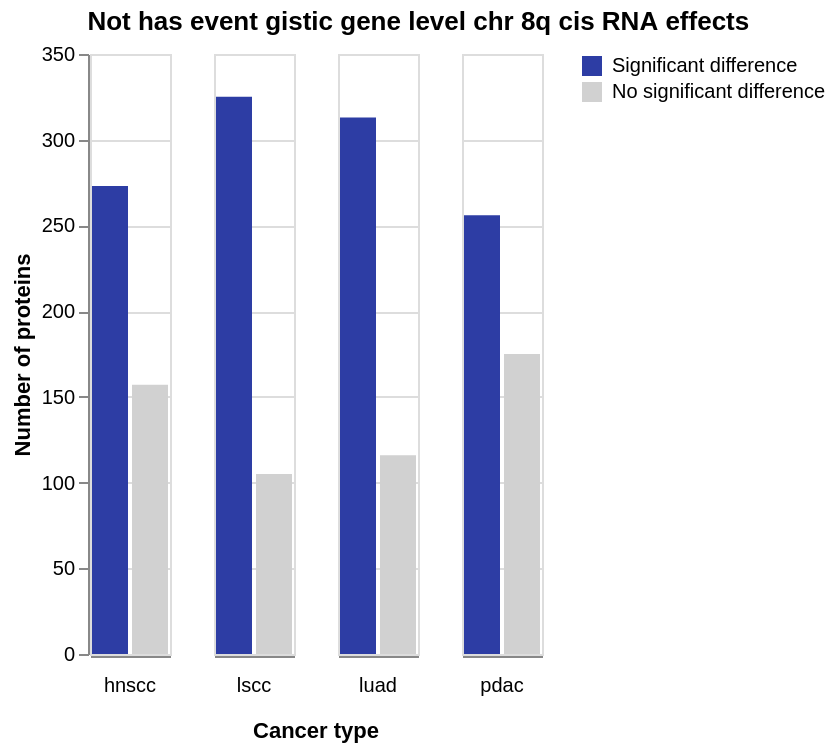 Not has event gistic gene level chr 8q cis RNA effects
Significant difference
No significant difference
Number of proteins
350
300
250
200
150
100
50
0
hnscc lscc luad pdac
Cancer type